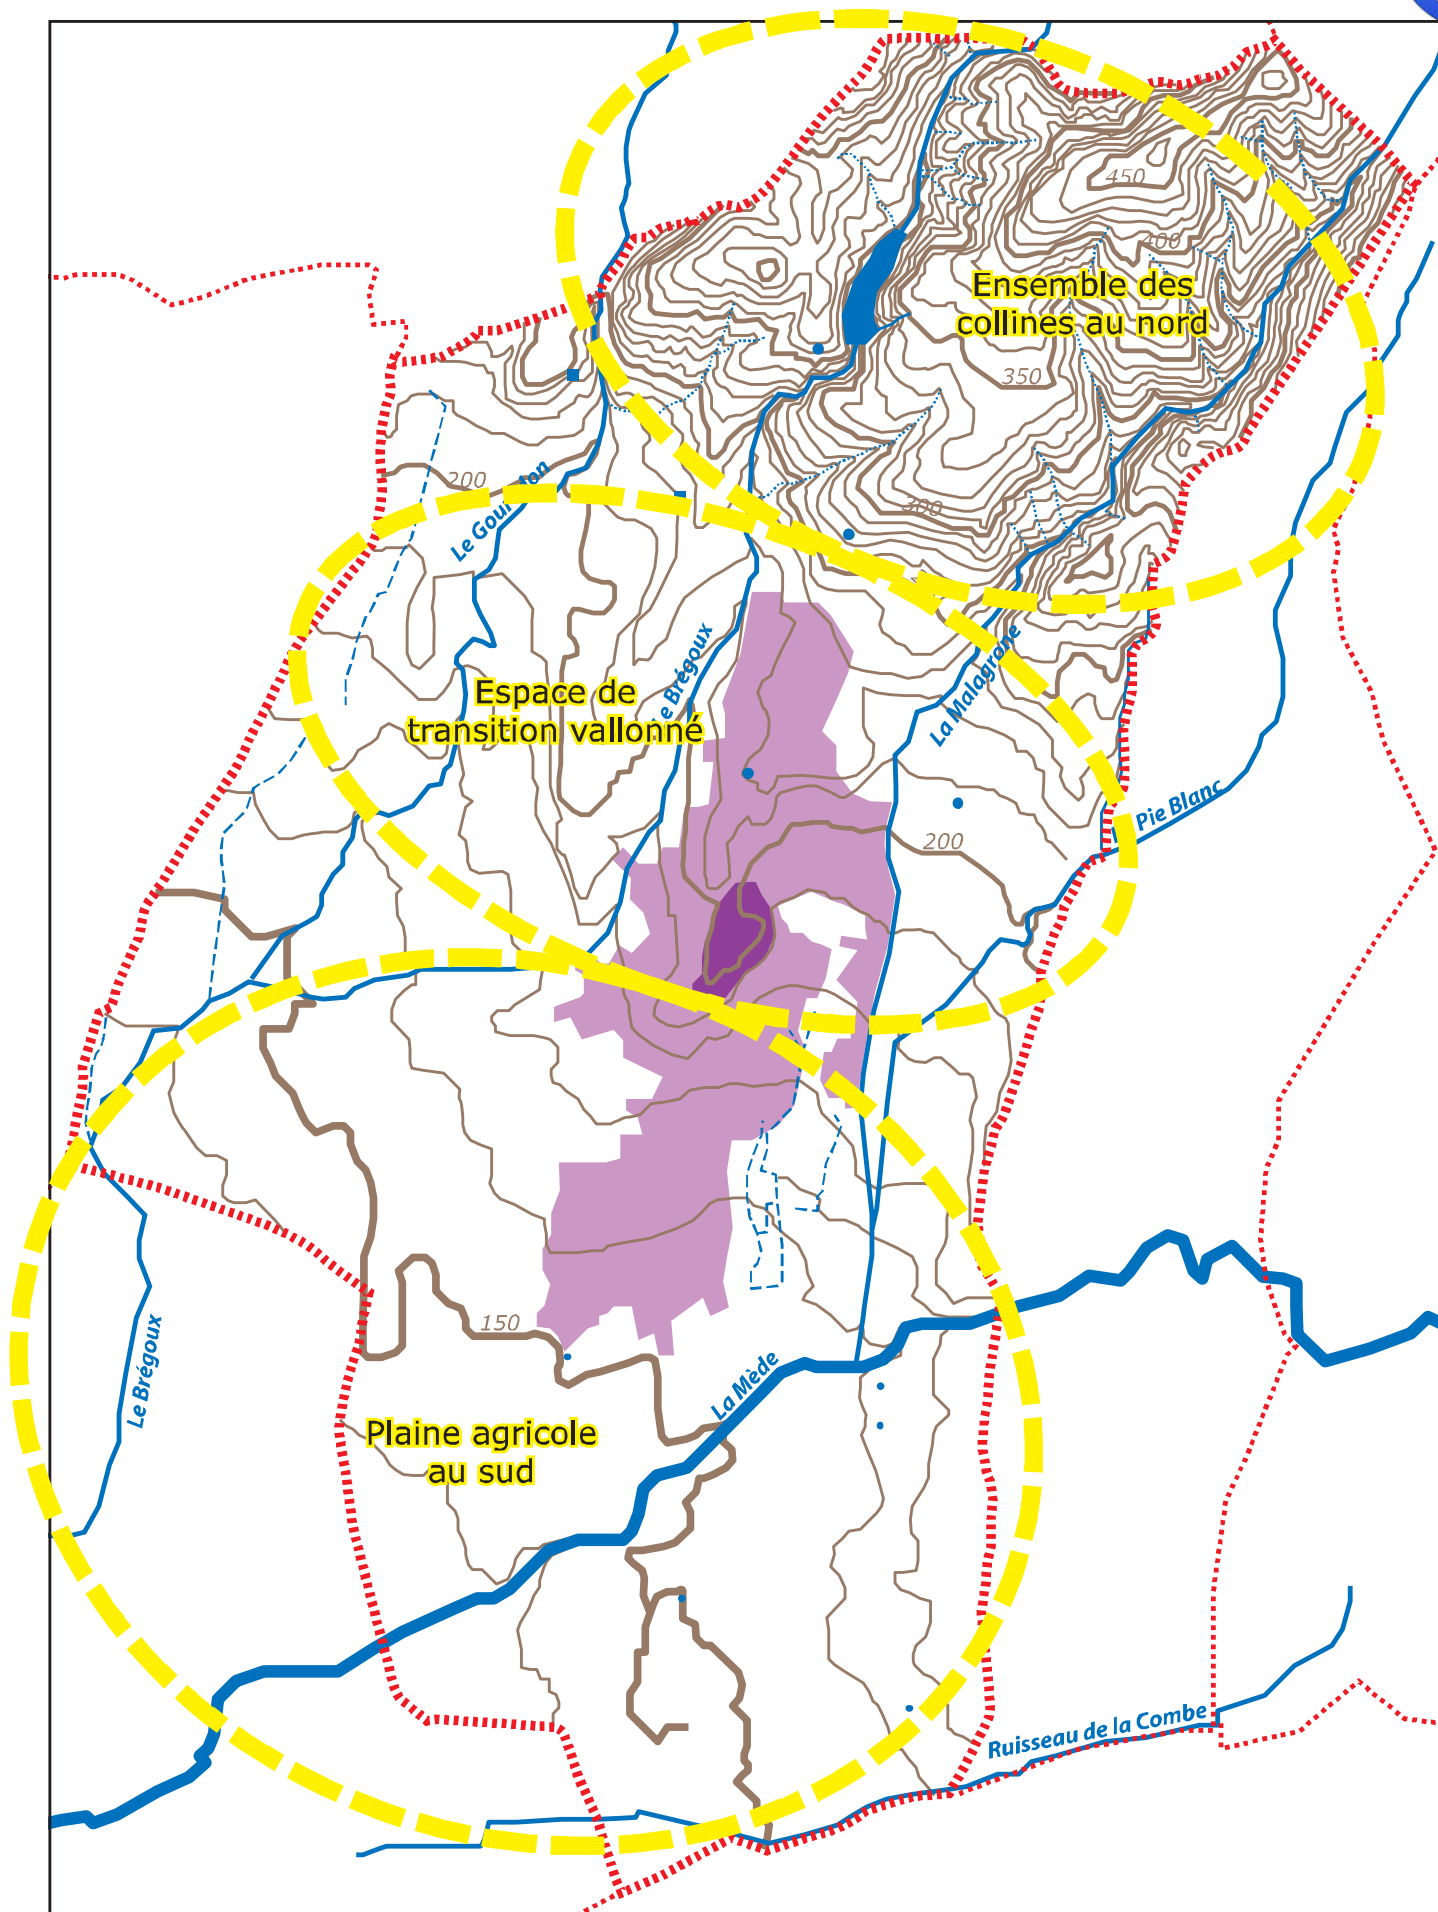 450
400
Ensemble des
collines au nord
350
200
300
Le Brégoux
La Malagrone
Espace de
transition vallonné
Pie Blanc
200
150
Le Brégoux
La Mède
Plaine agricole
au sud
Ruisseau de la Combe